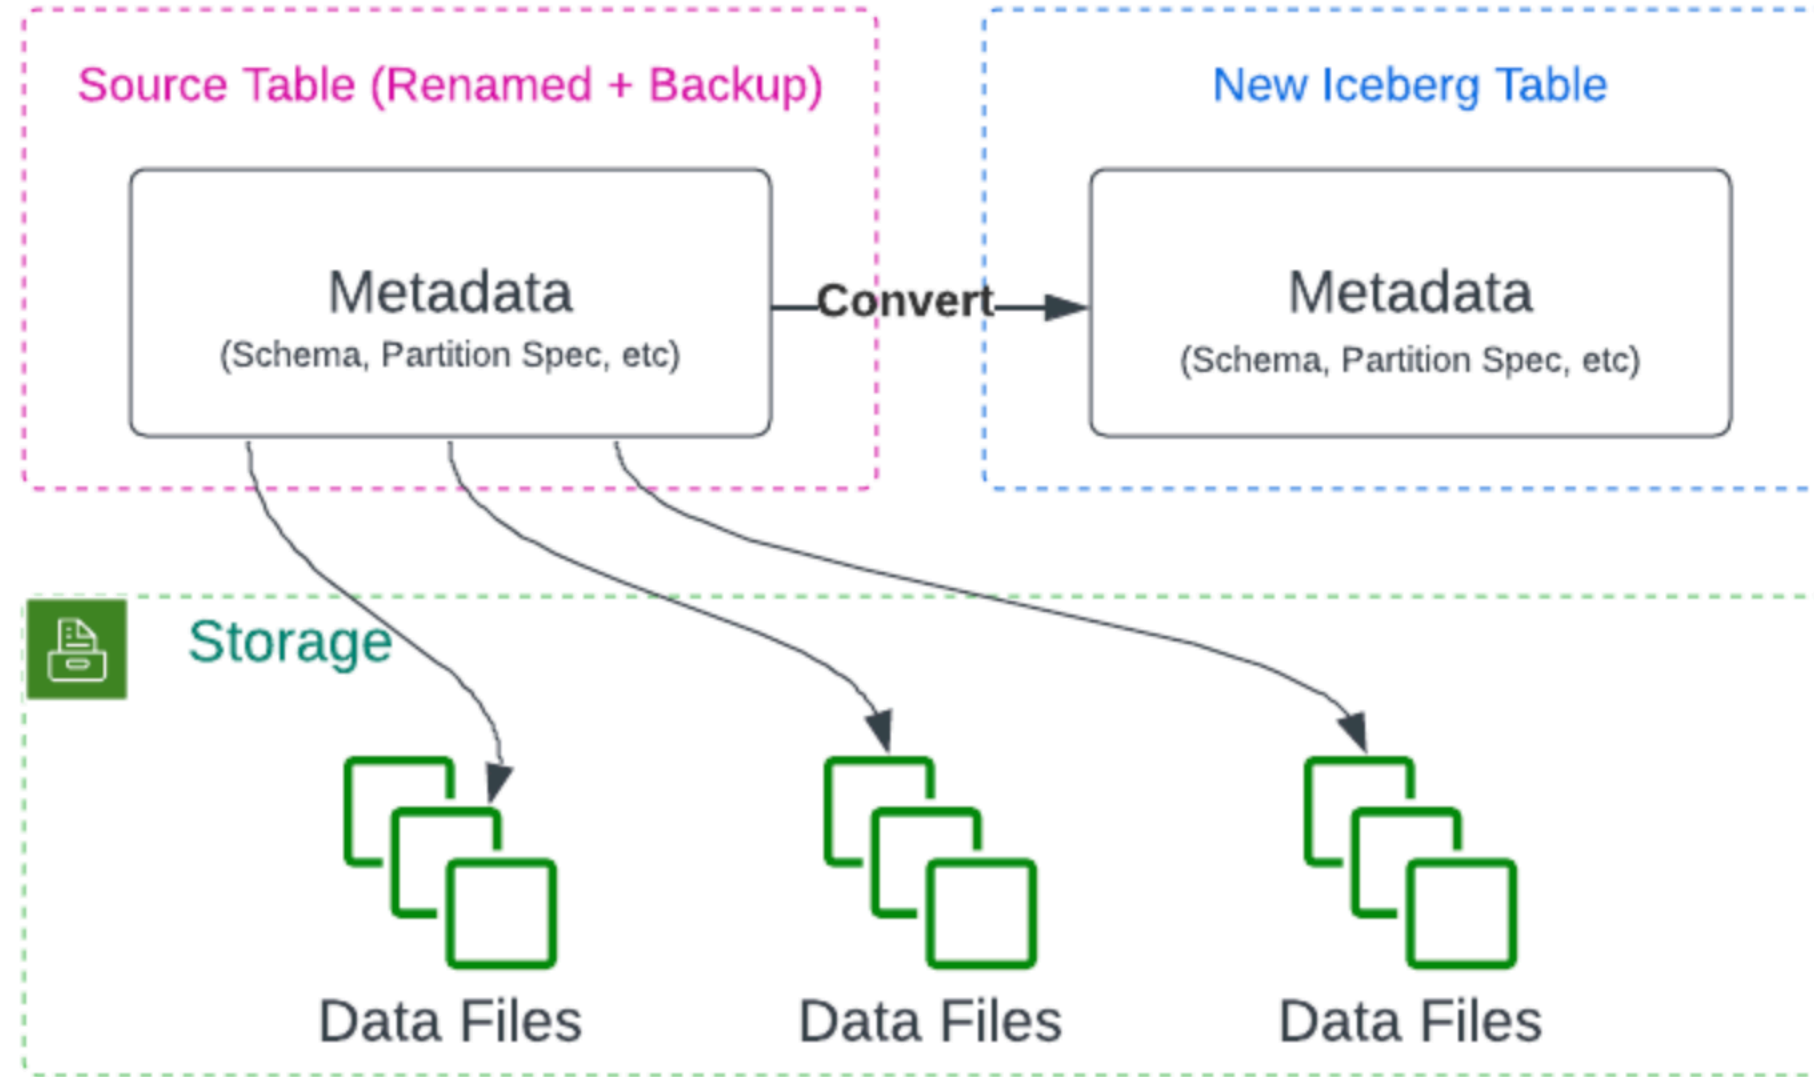 Source Table (Renamed + Backup)
New Iceberg Table
Metadata
(Schema, Partition Spec, etc)
Convert
Metadata
(Schema, Partition Spec, etc)
Storage
Data Files
Data Files
Data Files